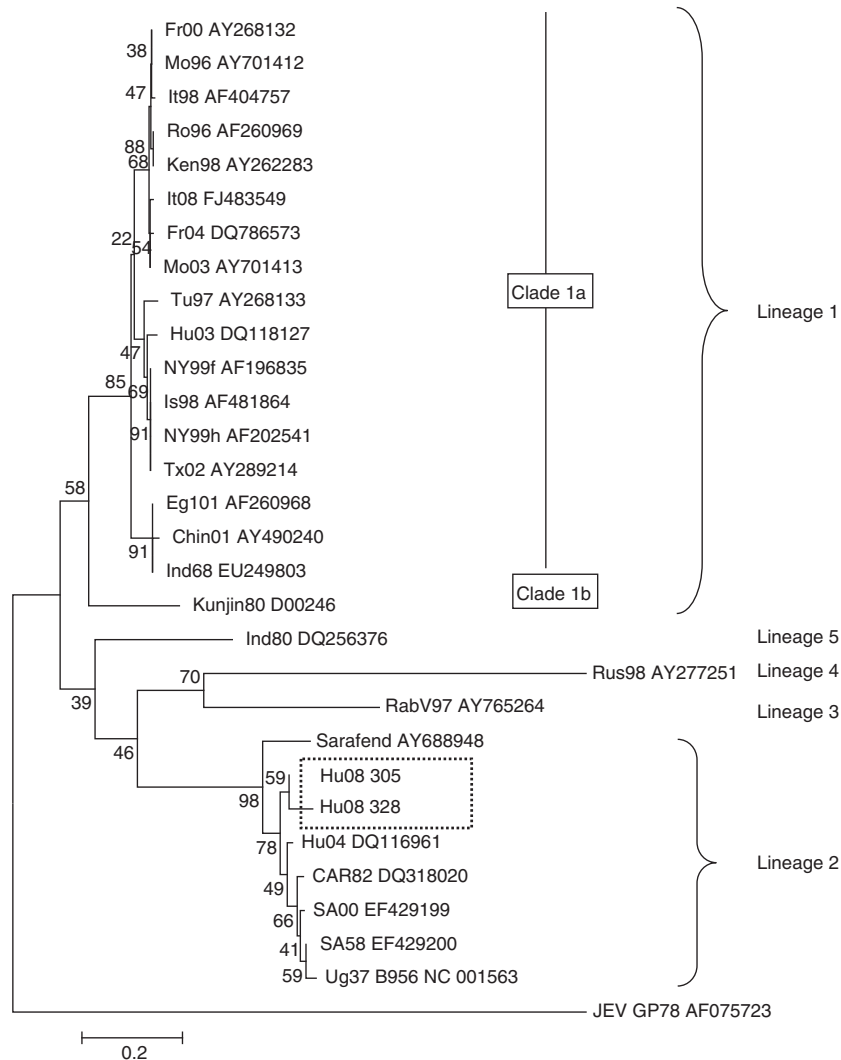 Fr00 AY268132
38
Mo96 AY701412
47
It98 AF404757
Ro96 AF260969
88
68
Ken98 AY262283
It08 FJ483549
22
54
Fr04 DQ786573
Mo03 AY701413
Clade 1a
Tu97 AY268133
Lineage 1
Hu03 DQ118127
47
NY99f AF196835
85
69
Is98 AF481864
91
NY99h AF202541
Tx02 AY289214
58
Eg101 AF260968
Chin01 AY490240
91
Ind68 EU249803
Clade 1b
Kunjin80 D00246
Ind80 DQ256376
Lineage 5
70
Rus98 AY277251
Lineage 4
39
RabV97 AY765264
Lineage 3
46
Sarafend AY688948
59
Hu08 305
98
Hu08 328
78
Hu04 DQ116961
Lineage 2
49
CAR82 DQ318020
66
SA00 EF429199
41
SA58 EF429200
59
Ug37 B956 NC 001563
JEV GP78 AF075723
0.2